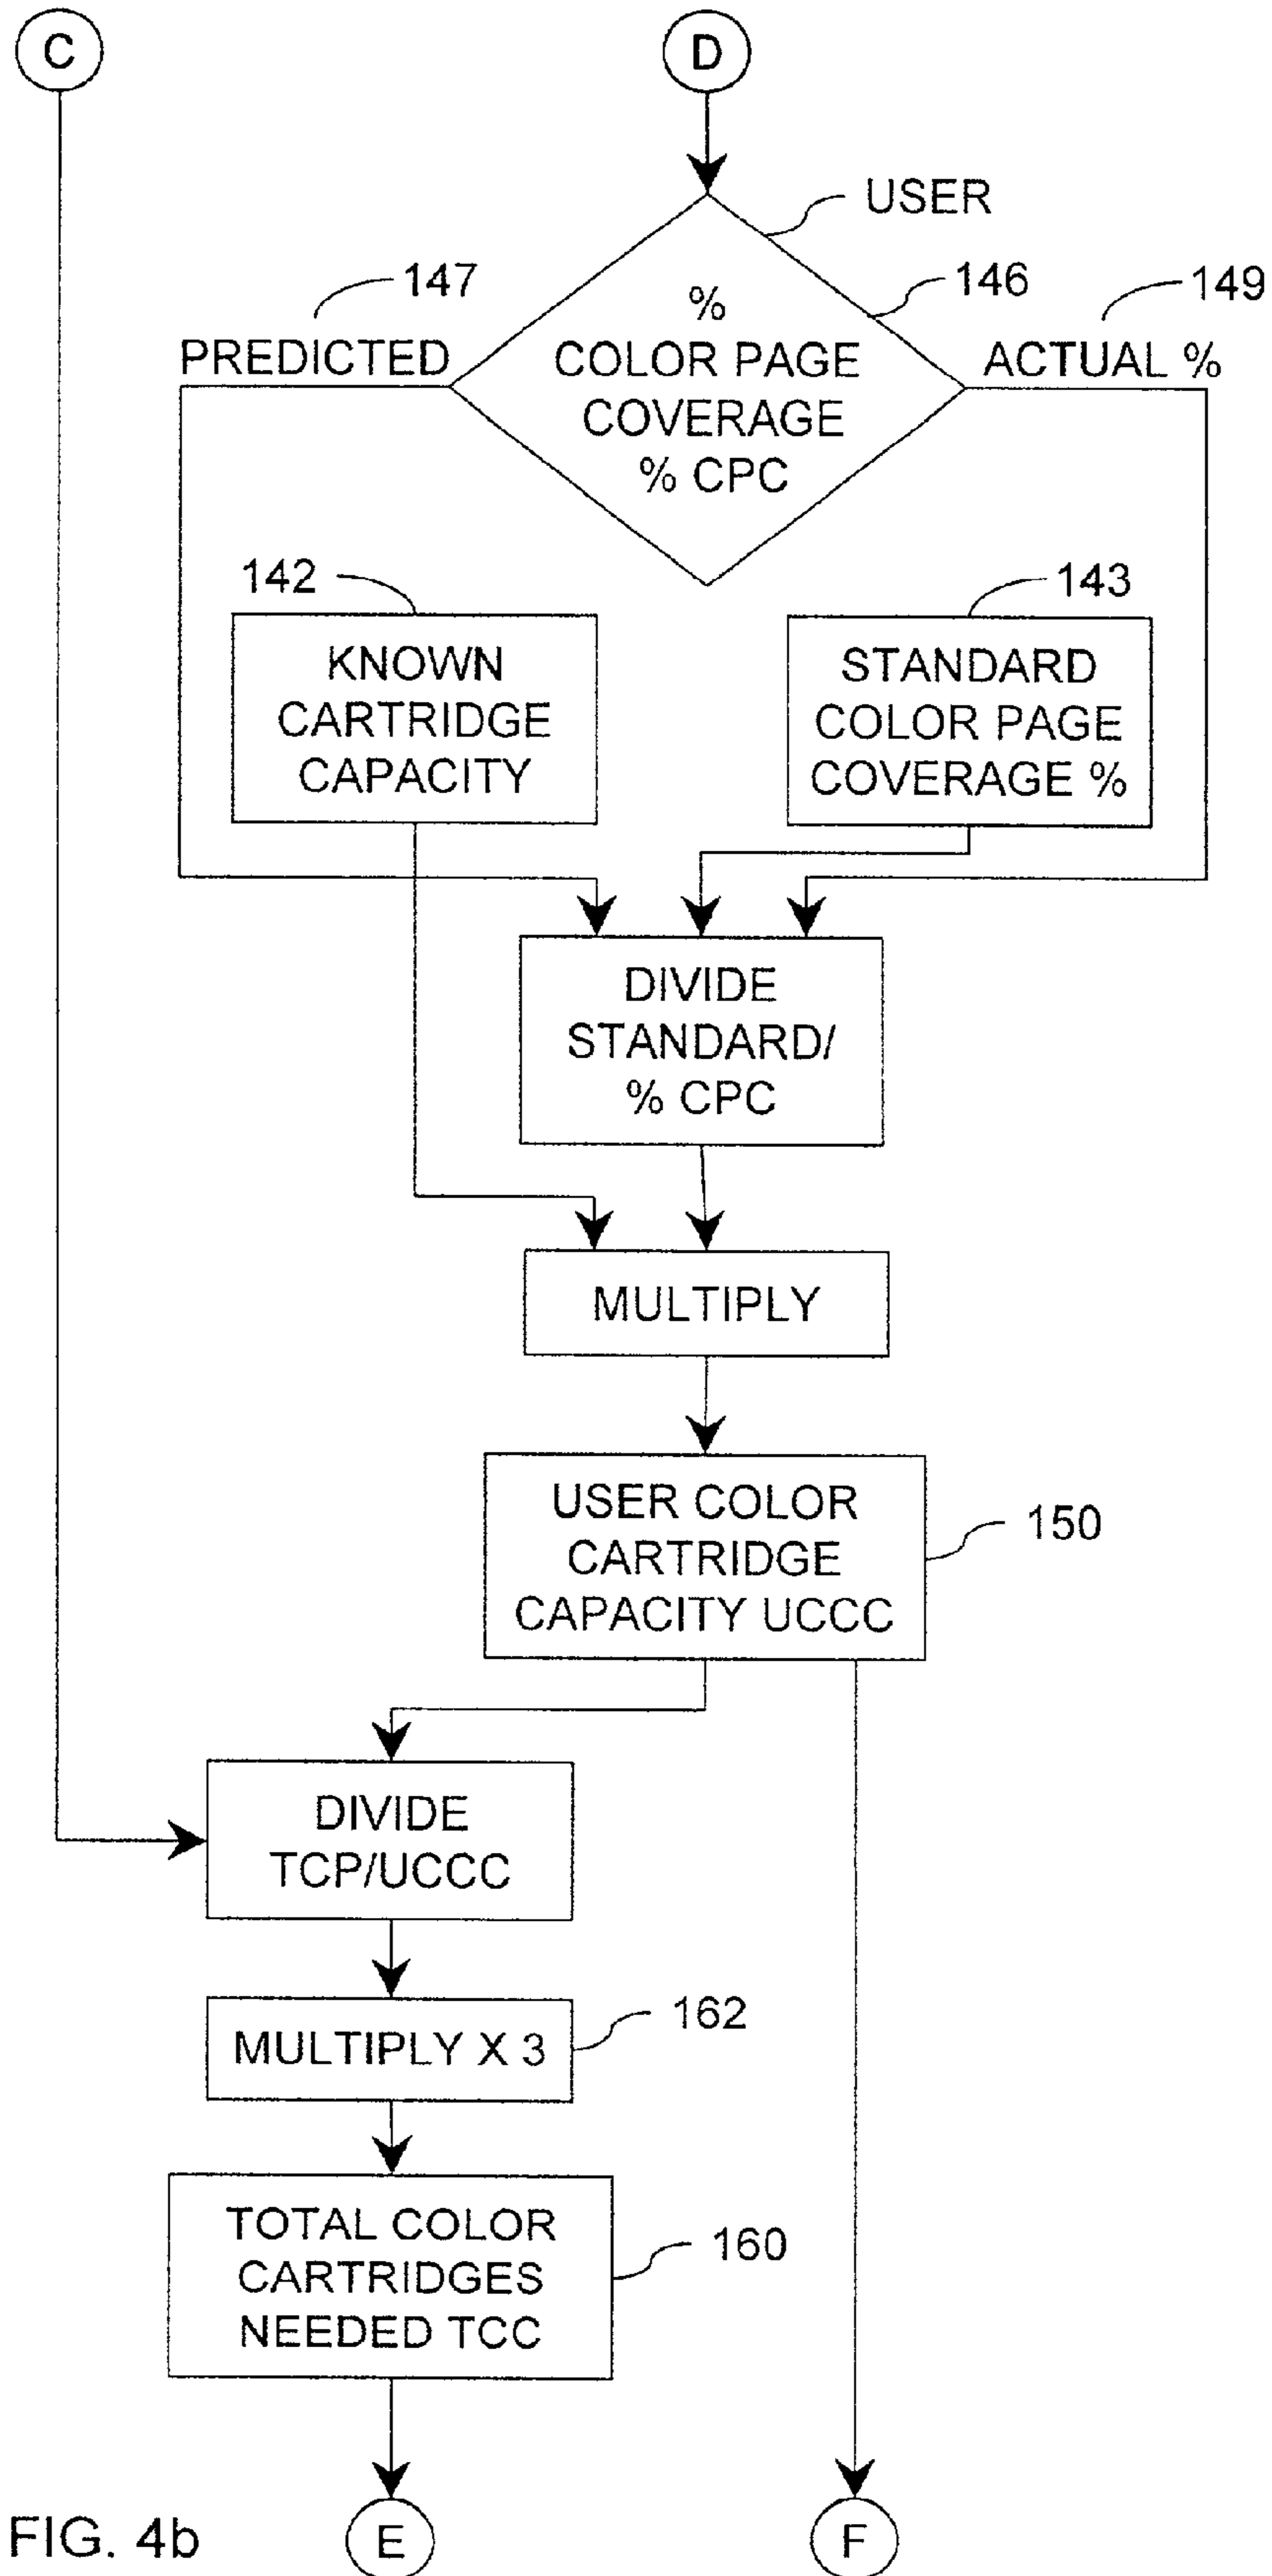 C
D
USER
147
146
149
PREDICTED
%
COLOR PAGE
COVERAGE
% CPC
ACTUAL %
142
143
KNOWN
CARTRIDGE
CAPACITY
STANDARD
COLOR PAGE
COVERAGE %
DIVIDE
STANDARD/
% CPC
MULTIPLY
USER COLOR
CARTRIDGE
CAPACITY UCCC
150
DIVIDE
TCP/UCCC
MULTIPLY X 3
162
TOTAL COLOR
CARTRIDGES
NEEDED TCC
160
FIG. 4b
E
F